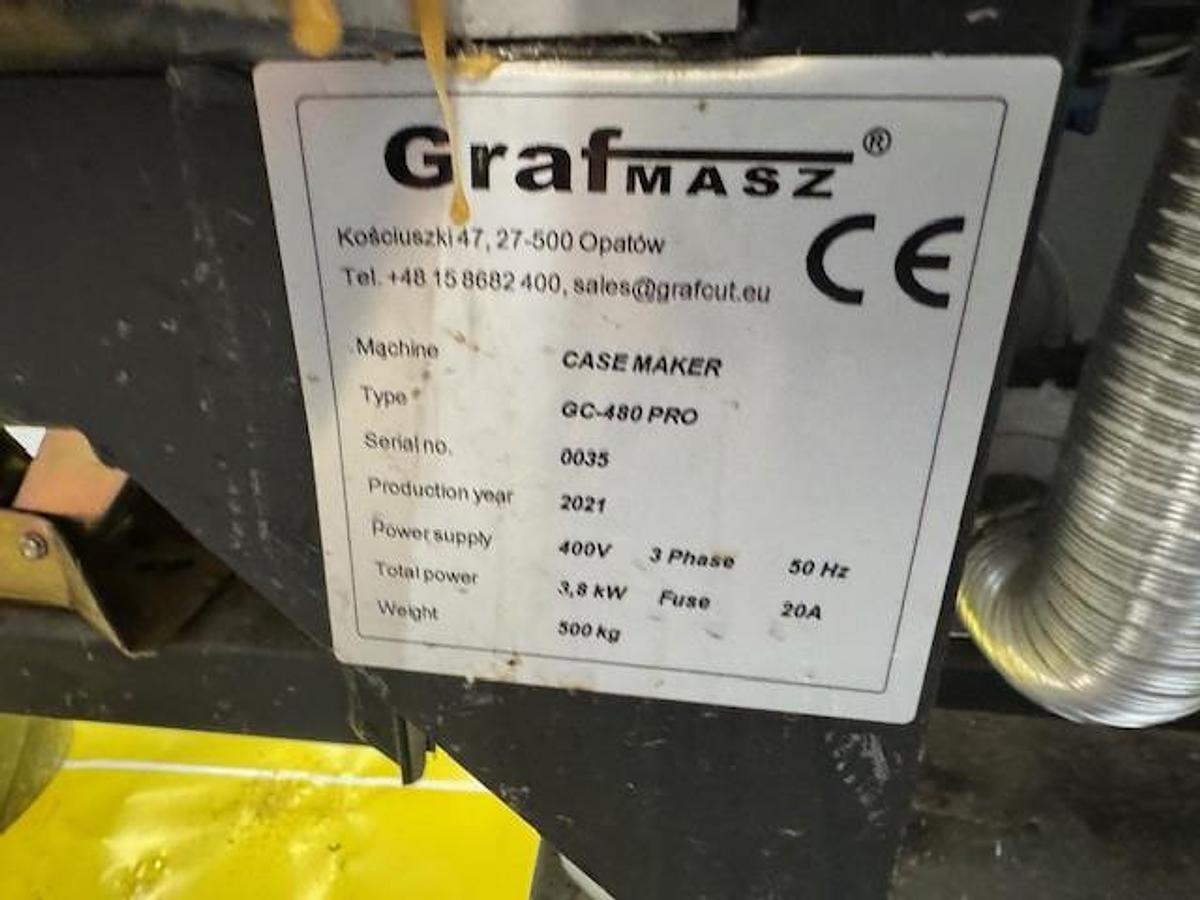 GrafMASZ®
Kościuszki 47, 27-500 Opatów
Tel. +48 15 8682 400, sales@grafcut.eu
CE
Machine CASE MAKER
Type GC-480 PRO
Serial no. 0035
Production year 2021
Power supply 400V 3 Phase 50 Hz
Total power 3,8 kW Fuse 20A
Weight 500 kg